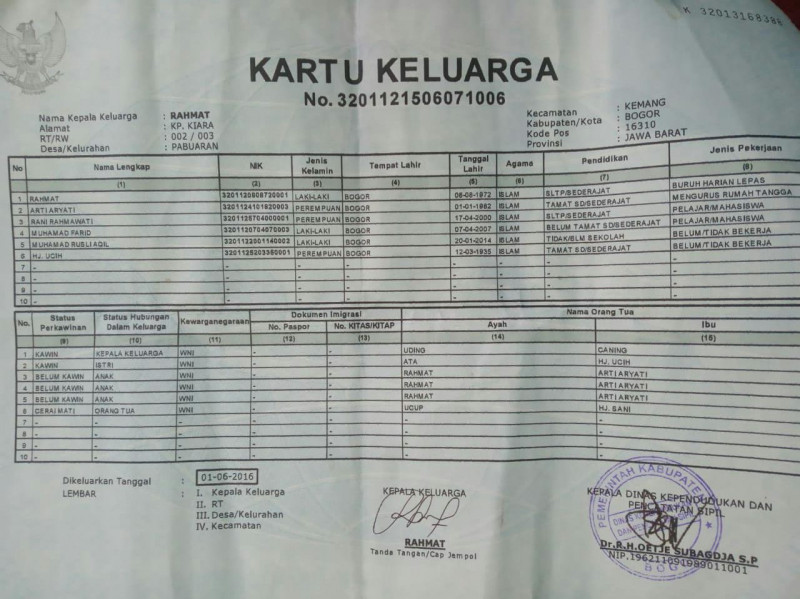 K 3201316838
KARTU KELUARGA
No. 3201121506071006
Nama Kepala Keluarga : RAHMAT
Alamat : KP. KIARA
RT/RW : 002 / 003
Desa/Kelurahan : PABUARAN
Kecamatan : KEMANG
Kabupaten/Kota : BOGOR
Kode Pos : 16310
Provinsi : JAWA BARAT
No Nama Lengkap NIK Jenis Kelamin Tempat Lahir Tanggal Lahir Agama Pendidikan Jenis Pekerjaan
(1) (2) (3) (4) (5) (6) (7) (8)
1 RAHMAT LAKI-LAKI BOGOR 1972 ISLAM SLTP/SEDERAJAT BURUH HARIAN LEPAS
2 ARTI ARYATI PEREMPUAN BOGOR 01-01-1982 ISLAM TAMAT SD/SEDERAJAT MENGURUS RUMAH TANGGA
3 RANI RAHMAWATI PEREMPUAN BOGOR 17-04-2000 ISLAM SLTP/SEDERAJAT PELAJAR/MAHASISWA
4 MUHAMAD FARID LAKI-LAKI BOGOR 07-04-2007 ISLAM BELUM TAMAT SD/SEDERAJAT PELAJAR/MAHASISWA
5 MUHAMAD RUSLI AQIL LAKI-LAKI BOGOR 20-01-2014 ISLAM TIDAK/BLM SEKOLAH BELUM/TIDAK BEKERJA
6 HJ. UCIH PEREMPUAN BOGOR 12-03-1935 ISLAM TAMAT SD/SEDERAJAT BELUM/TIDAK BEKERJA
7 - - - - - - - -
8 - - - - - - - -
9 - - - - - - - -
10 - - - - - - - -
No. Status Perkawinan Status Hubungan Dalam Keluarga Kewarganegaraan Dokumen Imigrasi Nama Orang Tua
No. Paspor No. KITAS/KITAP Ayah Ibu
(9) (10) (11) (12) (13) (14) (15)
1 KAWIN KEPALA KELUARGA WNI - - UDING CANING
2 KAWIN ISTRI WNI - - ATA HJ. UCIH
3 BELUM KAWIN ANAK WNI - - RAHMAT ARTI ARYATI
4 BELUM KAWIN ANAK WNI - - RAHMAT ARTI ARYATI
5 BELUM KAWIN ANAK WNI - - RAHMAT ARTI ARYATI
6 CERAI MATI ORANG TUA WNI - - UCUP HJ. SANI
7 - - - - - - -
8 - - - - - - -
9 - - - - - - -
10 - - - - - - -
Dikeluarkan Tanggal : 01-06-2016
LEMBAR : I. Kepala Keluarga
II. RT
III. Desa/Kelurahan
IV. Kecamatan
KEPALA KELUARGA
RAHMAT
Tanda Tangan/Cap Jempol
KEPALA DINAS KEPENDUDUKAN DAN
PENCATATAN SIPIL
PEMERINTAH KABUPATEN
Dr.R.H.OETJE SUBAGDJA S.P
NIP.196211091989011001